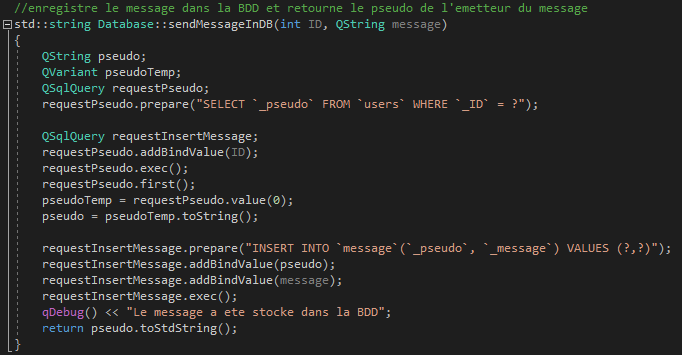 //enregistre le message dans la BDD et retourne le pseudo de l'emetteur du message
std::string Database::sendMessageInDB(int ID, QString message)
{
QString pseudo;
QVariant pseudoTemp;
QSqlQuery requestPseudo;
requestPseudo.prepare("SELECT `_pseudo` FROM `users` WHERE `_ID` = ?");
QSqlQuery requestInsertMessage;
requestPseudo.addBindValue(ID);
requestPseudo.exec();
requestPseudo.first();
pseudoTemp = requestPseudo.value(0);
pseudo = pseudoTemp.toString();
requestInsertMessage.prepare("INSERT INTO `message`(`_pseudo`, `_message`) VALUES (?,?)");
requestInsertMessage.addBindValue(pseudo);
requestInsertMessage.addBindValue(message);
requestInsertMessage.exec();
qDebug() << "Le message a ete stocke dans la BDD";
return pseudo.toStdString();
}